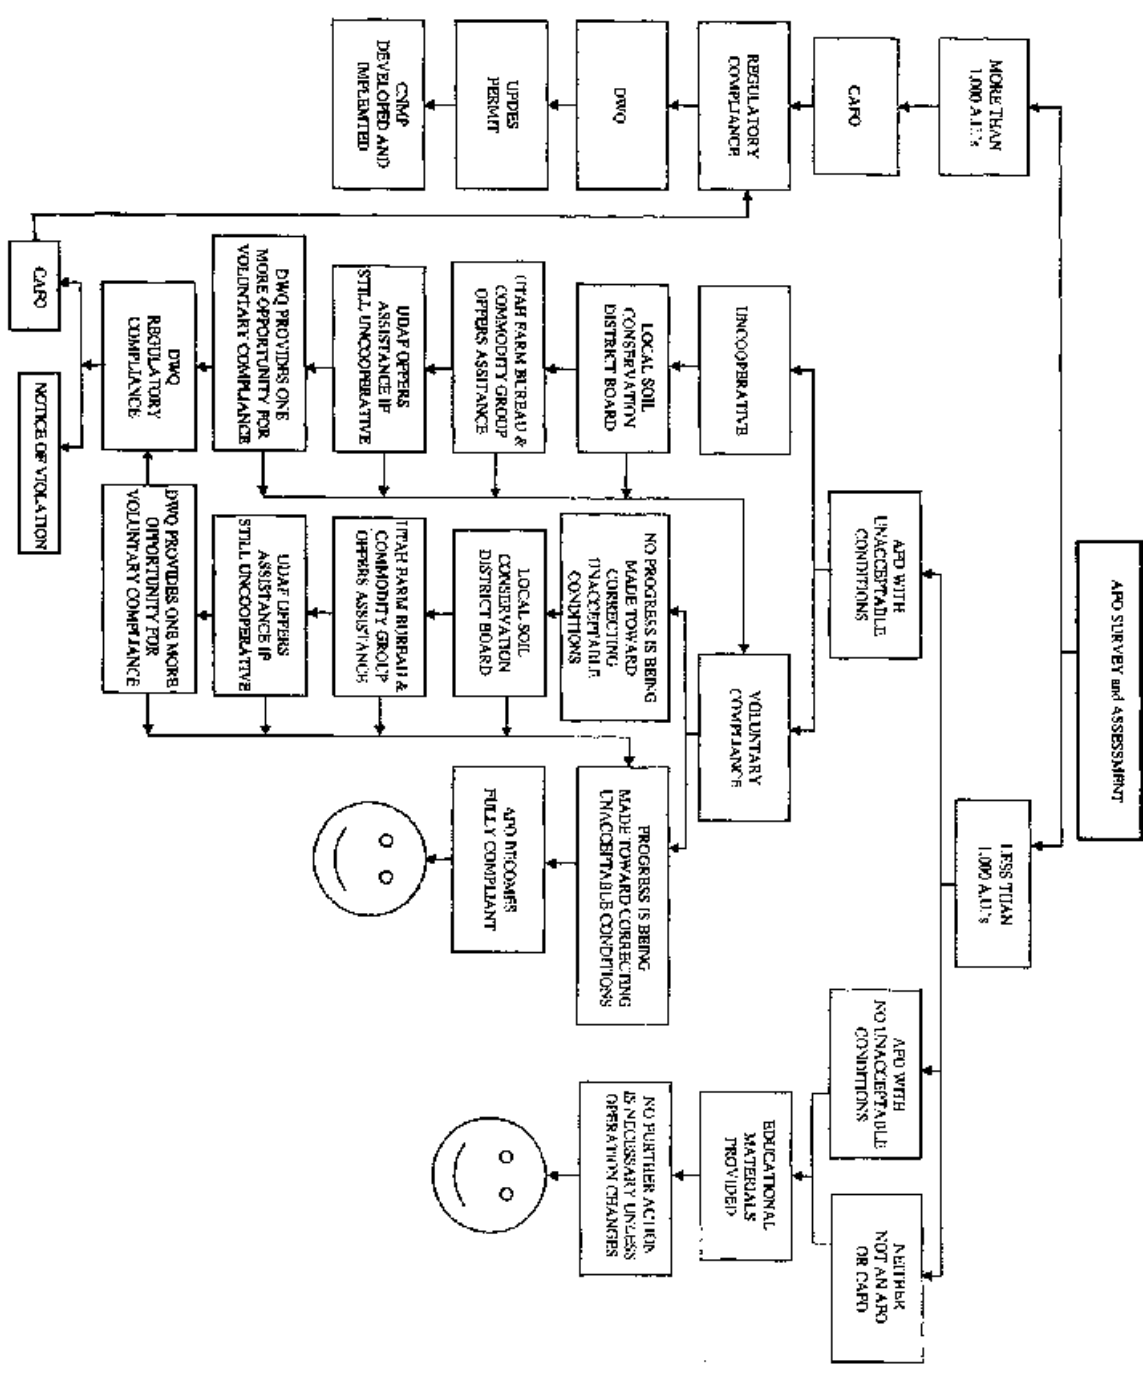 AFO SURVEY and ASSESSMENT
MORE THAN
1,000 A.U.'s
LESS THAN
1,000 A.U.'s
CAFO
AFO WITH
UNACCEPTABLE
CONDITIONS
AFO WITH
NO UNACCEPTABLE
CONDITIONS
NEITHER
NOT AN AFO
OR CAFO
REGULATORY
COMPLIANCE
UNCOOPERATIVE
VOLUNTARY
COMPLIANCE
EDUCATIONAL
MATERIALS
PROVIDED
DWQ
LOCAL SOIL
CONSERVATION
DISTRICT BOARD
NO PROGRESS IS BEING
MADE TOWARD
CORRECTING
UNACCEPTABLE
CONDITIONS
PROGRESS IS BEING
MADE TOWARD CORRECTING
UNACCEPTABLE CONDITIONS
NO FURTHER ACTION
IS NECESSARY UNLESS
OPERATION CHANGES
UPDES
PERMIT
UTAH FARM BUREAU &
COMMODITY GROUP
OFFERS ASSITANCE
LOCAL SOIL
CONSERVATION
DISTRICT BOARD
AFO BECOMES
FULLY COMPLIANT
CNMP
DEVELOPED AND
IMPLEMTED
UDAF OFFERS
ASSISTANCE IF
STILL UNCOOPERATIVE
UTAH FARM BUREAU &
COMMODITY GROUP
OFFERS ASSISTANCE
DWQ PROVIDES ONE
MORE OPPORTUNITY FOR
VOLUNTARY COMPLIANCE
UDAF OFFERS
ASSISTANCE IF
STILL UNCOOPERATIVE
DWQ
REGULATORY
COMPLIANCE
DWQ PROVIDES ONE MORE
OPPORTUNITY FOR
VOLUNTARY COMPLIANCE
CAFO
NOTICE OF VIOLATION